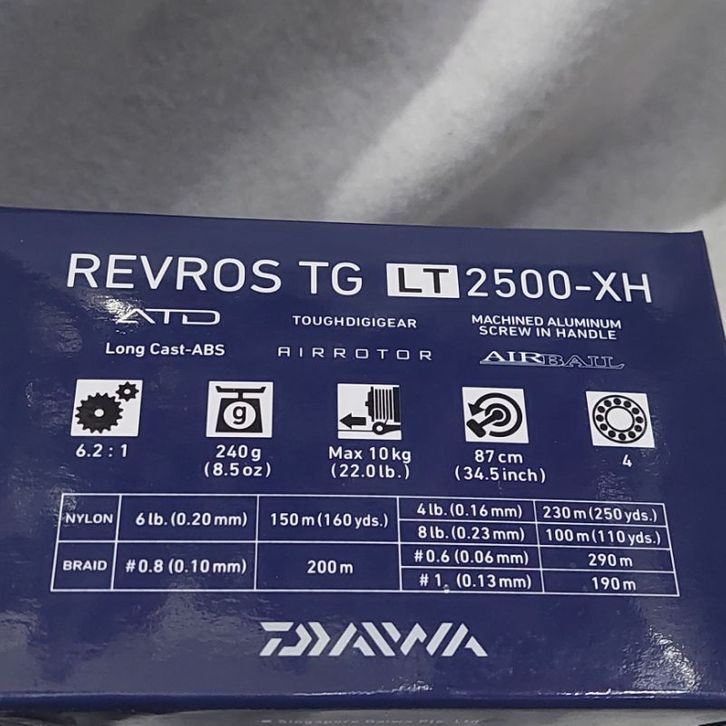 REVROS TG LT 2500-XH
ATD
TOUGHDIGIGEAR
MACHINED ALUMINUM
SCREW IN HANDLE
Long Cast-ABS
AIRROTOR
AIRBAIL
g
6.2 : 1
240g
(8.5oz)
Max 10kg
(22.0lb.)
87cm
(34.5inch)
4
NYLON 6lb. (0.20mm) 150m(160yds.) 4lb. (0.16mm) 230m(250yds.)
8lb. (0.23mm) 100m(110yds.)
BRAID #0.8 (0.10mm) 200m #0.6 (0.06mm) 290m
#1. (0.13mm) 190m
DAIWA